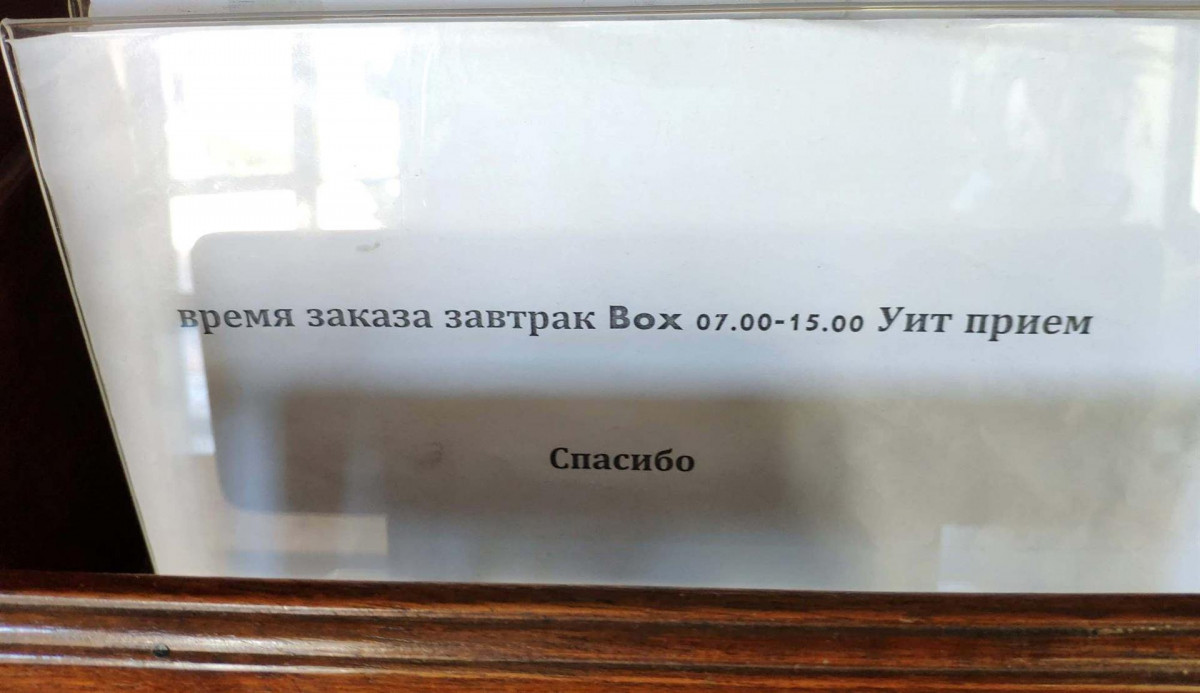 время заказа завтрак Box 07.00-15.00 Уит прием
Спасибо